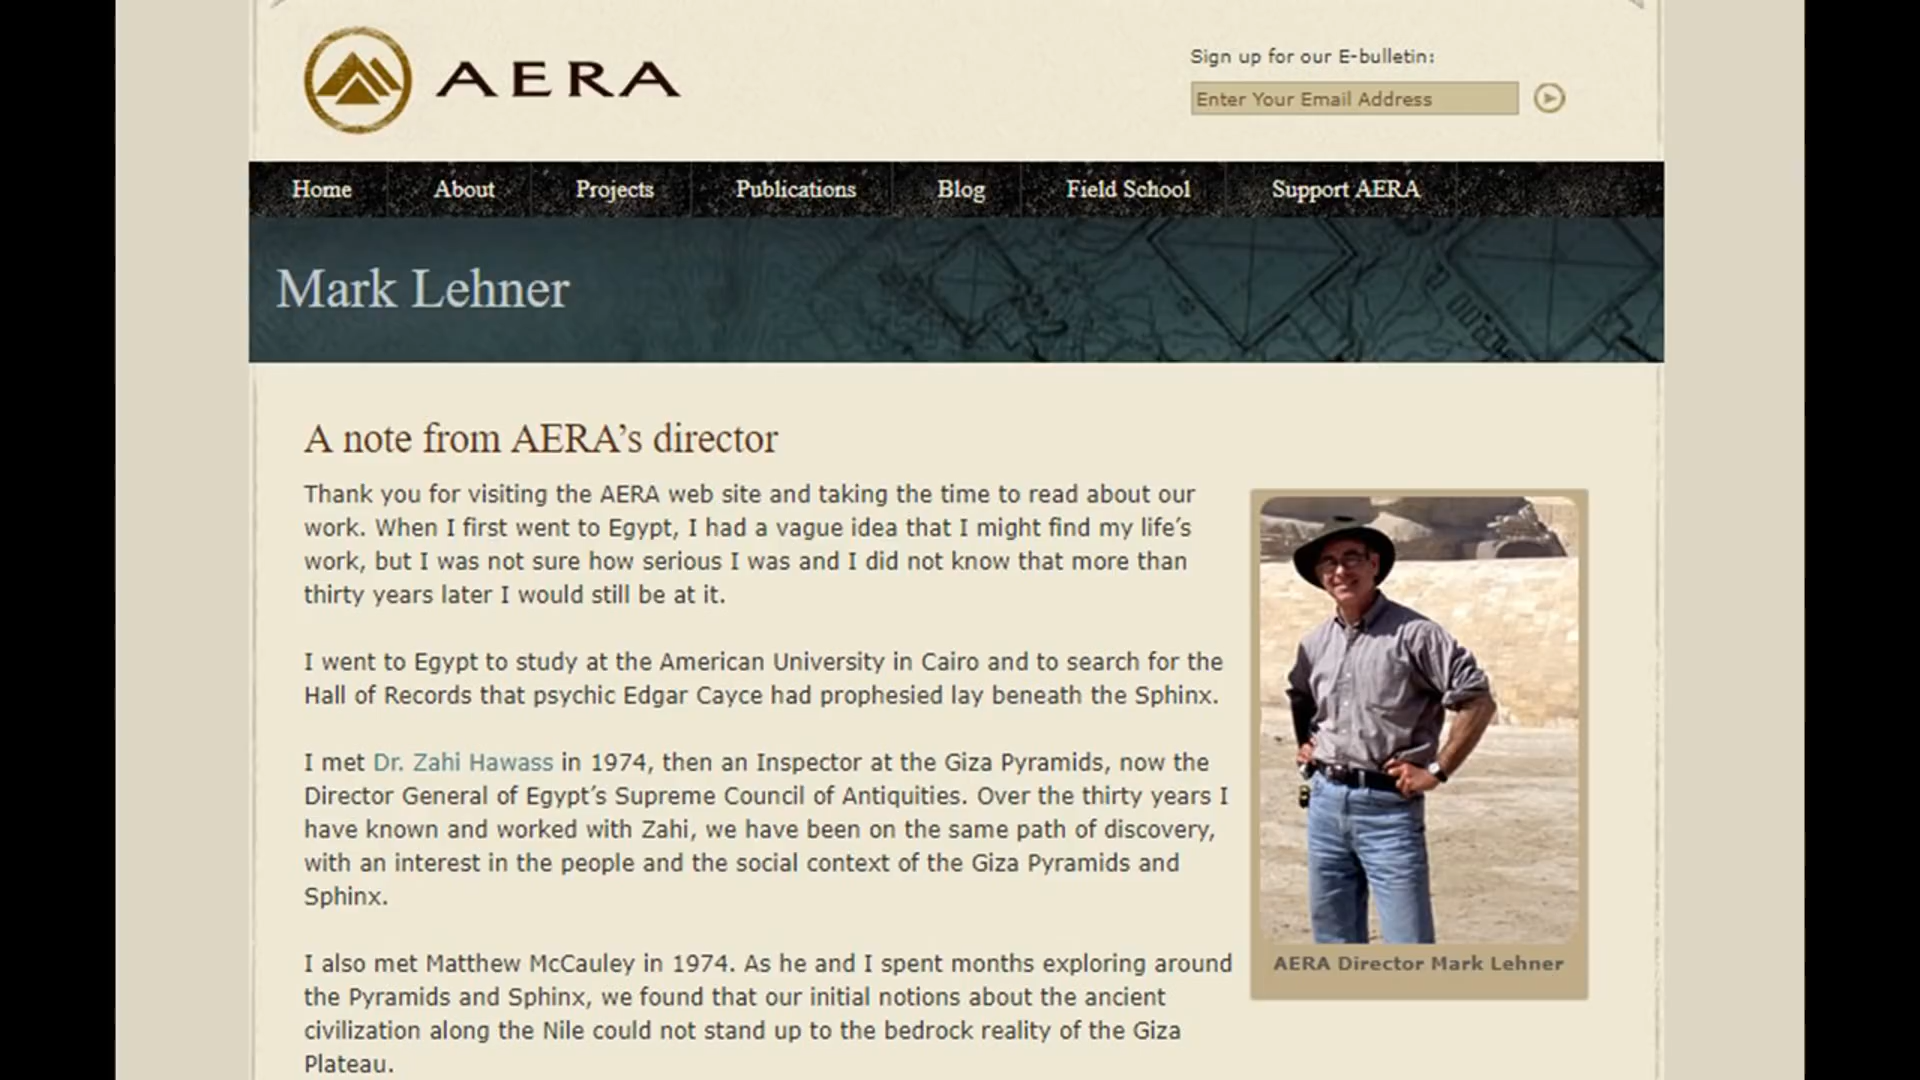 AERA
Sign up for our E-bulletin:
Enter Your Email Address
Home About Projects Publications Blog Field School Support AERA
Mark Lehner
A note from AERA’s director
Thank you for visiting the AERA web site and taking the time to read about our
work. When I first went to Egypt, I had a vague idea that I might find my life’s
work, but I was not sure how serious I was and I did not know that more than
thirty years later I would still be at it.
I went to Egypt to study at the American University in Cairo and to search for the
Hall of Records that psychic Edgar Cayce had prophesied lay beneath the Sphinx.
I met Dr. Zahi Hawass in 1974, then an Inspector at the Giza Pyramids, now the
Director General of Egypt’s Supreme Council of Antiquities. Over the thirty years I
have known and worked with Zahi, we have been on the same path of discovery,
with an interest in the people and the social context of the Giza Pyramids and
Sphinx.
I also met Matthew McCauley in 1974. As he and I spent months exploring around
the Pyramids and Sphinx, we found that our initial notions about the ancient
civilization along the Nile could not stand up to the bedrock reality of the Giza
Plateau.
AERA Director Mark Lehner